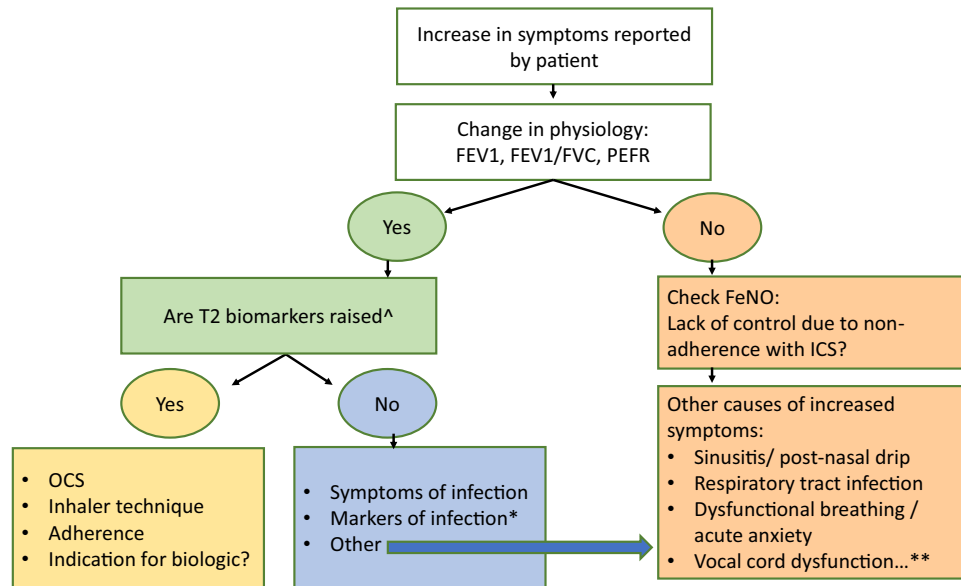 Increase in symptoms reported
by patient
Change in physiology:
FEV1, FEV1/FVC, PEFR
Yes
No
Are T2 biomarkers raised^
Check FeNO:
Lack of control due to non-
adherence with ICS?
Yes
No
Other causes of increased
symptoms:
• Sinusitis/ post-nasal drip
• Respiratory tract infection
• Dysfunctional breathing /
acute anxiety
• Vocal cord dysfunction...**
• OCS
• Inhaler technique
• Adherence
• Indication for biologic?
• Symptoms of infection
• Markers of infection*
• Other